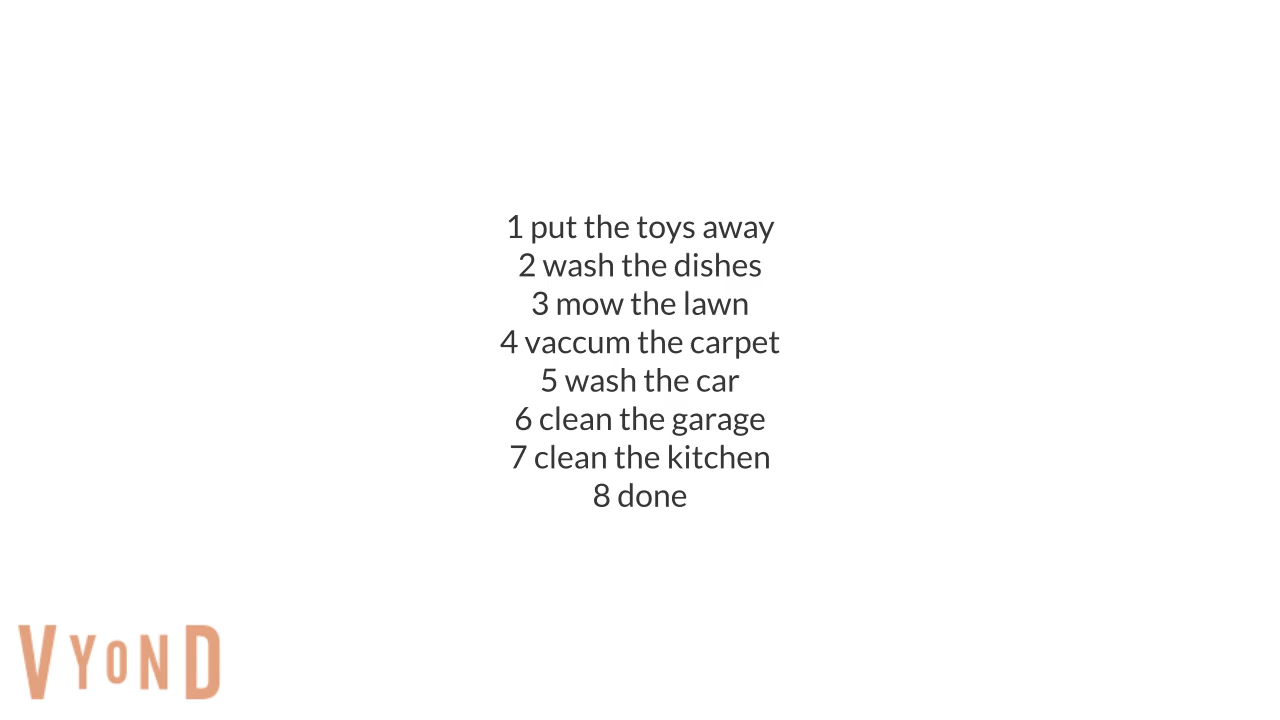 1 put the toys away
2 wash the dishes
3 mow the lawn
4 vaccum the carpet
5 wash the car
6 clean the garage
7 clean the kitchen
8 done
VYOND